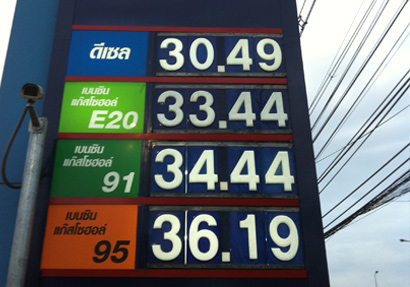 ดีเซล 30.49
เบนซิน
แก๊สโซฮอล์
E20 33.44
เบนซิน
แก๊สโซฮอล์
91 34.44
เบนซิน
แก๊สโซฮอล์
95 36.19